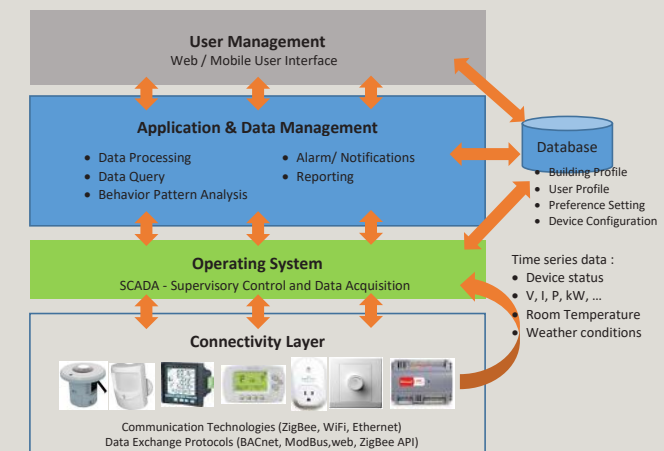 User Management
Web / Mobile User Interface
Application & Data Management
• Data Processing
• Data Query
• Behavior Pattern Analysis
• Alarm/ Notifications
• Reporting
Database
• Building Profile
• User Profile
• Preference Setting
• Device Configuration
Operating System
SCADA - Supervisory Control and Data Acquisition
Time series data :
• Device status
• V, I, P, kW, ...
• Room Temperature
• Weather conditions
Connectivity Layer
Communication Technologies (ZigBee, WiFi, Ethernet)
Data Exchange Protocols (BACnet, ModBus,web, ZigBee API)